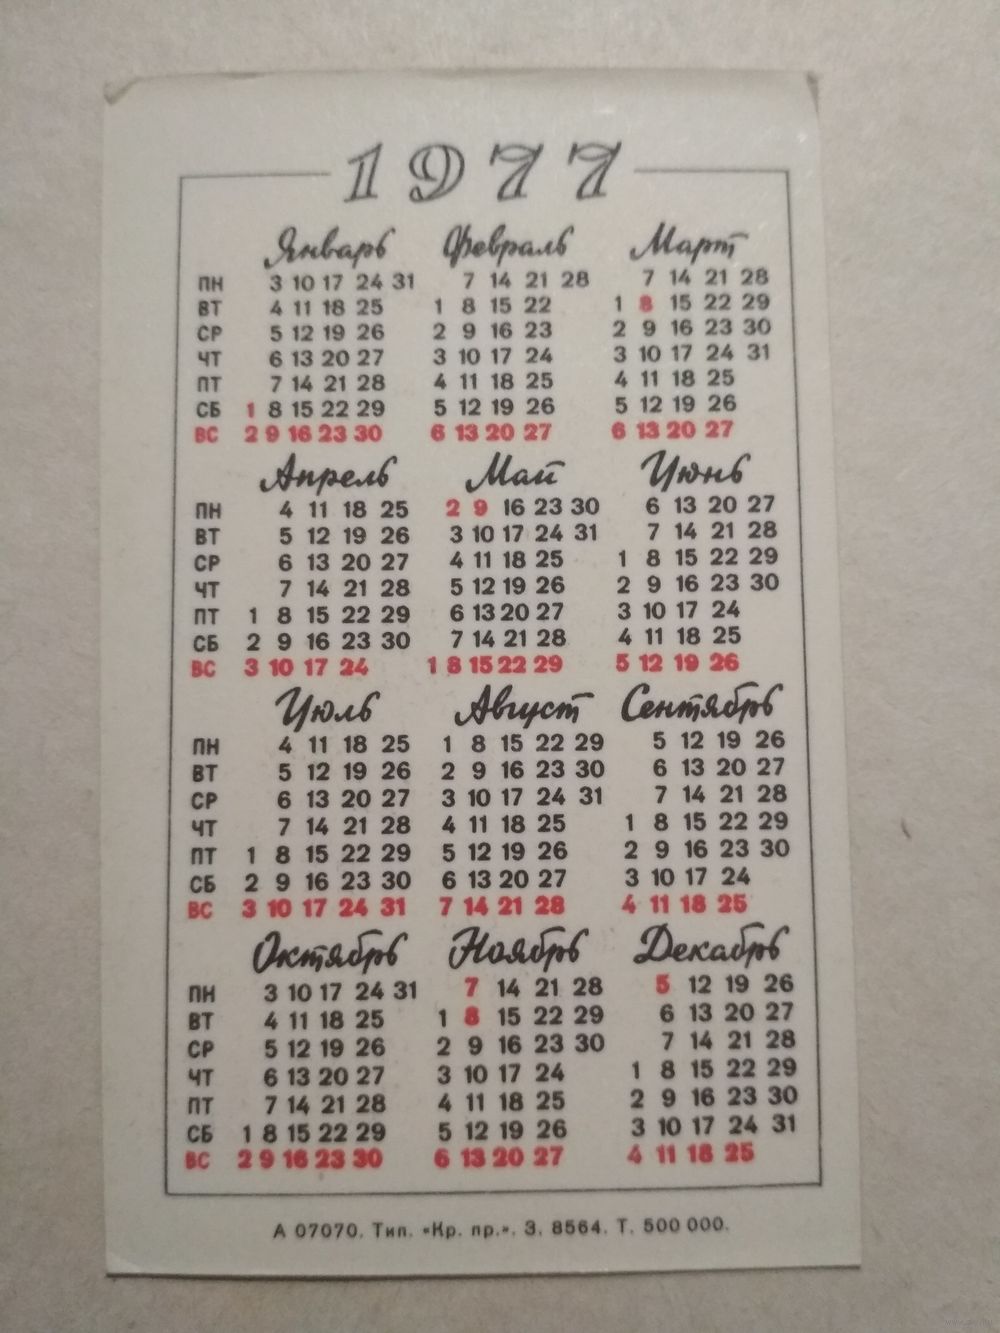 1977
Январь Февраль Март
ПН 3 10 17 24 31 7 14 21 28 7 14 21 28
ВТ 4 11 18 25 1 8 15 22 1 8 15 22 29
СР 5 12 19 26 2 9 16 23 2 9 16 23 30
ЧТ 6 13 20 27 3 10 17 24 3 10 17 24 31
ПТ 7 14 21 28 4 11 18 25 4 11 18 25
СБ 1 8 15 22 29 5 12 19 26 5 12 19 26
ВС 2 9 16 23 30 6 13 20 27 6 13 20 27
Апрель Май Июнь
ПН 4 11 18 25 2 9 16 23 30 6 13 20 27
ВТ 5 12 19 26 3 10 17 24 31 7 14 21 28
СР 6 13 20 27 4 11 18 25 1 8 15 22 29
ЧТ 7 14 21 28 5 12 19 26 2 9 16 23 30
ПТ 1 8 15 22 29 6 13 20 27 3 10 17 24
СБ 2 9 16 23 30 7 14 21 28 4 11 18 25
ВС 3 10 17 24 1 8 15 22 29 5 12 19 26
Июль Август Сентябрь
ПН 4 11 18 25 1 8 15 22 29 5 12 19 26
ВТ 5 12 19 26 2 9 16 23 30 6 13 20 27
СР 6 13 20 27 3 10 17 24 31 7 14 21 28
ЧТ 7 14 21 28 4 11 18 25 1 8 15 22 29
ПТ 1 8 15 22 29 5 12 19 26 2 9 16 23 30
СБ 2 9 16 23 30 6 13 20 27 3 10 17 24
ВС 3 10 17 24 31 7 14 21 28 4 11 18 25
Октябрь Ноябрь Декабрь
ПН 3 10 17 24 31 7 14 21 28 5 12 19 26
ВТ 4 11 18 25 1 8 15 22 29 6 13 20 27
СР 5 12 19 26 2 9 16 23 30 7 14 21 28
ЧТ 6 13 20 27 3 10 17 24 1 8 15 22 29
ПТ 7 14 21 28 4 11 18 25 2 9 16 23 30
СБ 1 8 15 22 29 5 12 19 26 3 10 17 24 31
ВС 2 9 16 23 30 6 13 20 27 4 11 18 25
А 07070. Тип. «Кр. пр.». З. 8564. Т. 500 000.